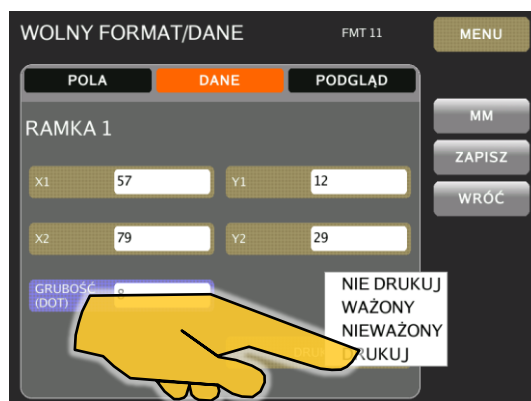 WOLNY FORMAT/DANE FMT 11 MENU
POLA DANE PODGLĄD
RAMKA 1
MM
ZAPISZ
WRÓĆ
X1 57 Y1 12
X2 79 Y2 29
GRUBOŚĆ
(DOT)
NIE DRUKUJ
WAŻONY
NIEWAŻONY
DRUKUJ